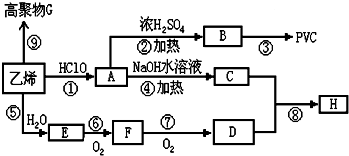 高聚物G
⑨
浓H₂SO₄
②加热
B
③
PVC
乙烯
HClO
①
A
NaOH水溶液
④加热
C
⑤
H₂O
E
⑥
O₂
F
⑦
O₂
D
⑧
H